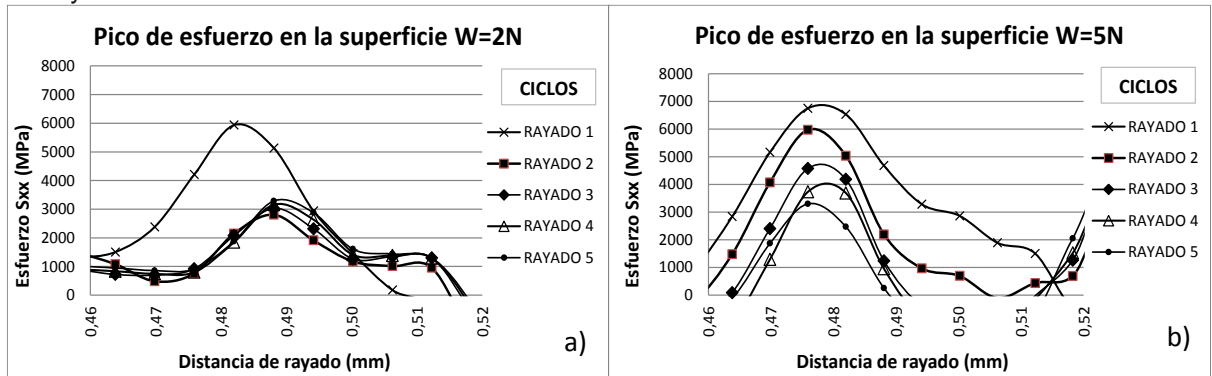 Pico de esfuerzo en la superficie W=2N
8000
7000
6000
5000
4000
3000
2000
1000
0
Esfuerzo Sxx (MPa)
0,46
0,47
0,48
0,49
0,50
0,51
0,52
Distancia de rayado (mm)
CICLOS
RAYADO 1
RAYADO 2
RAYADO 3
RAYADO 4
RAYADO 5
a)
Pico de esfuerzo en la superficie W=5N
8000
7000
6000
5000
4000
3000
2000
1000
0
Esfuerzo Sxx (MPa)
0,46
0,47
0,48
0,49
0,50
0,51
0,52
Distancia de rayado (mm)
CICLOS
RAYADO 1
RAYADO 2
RAYADO 3
RAYADO 4
RAYADO 5
b)